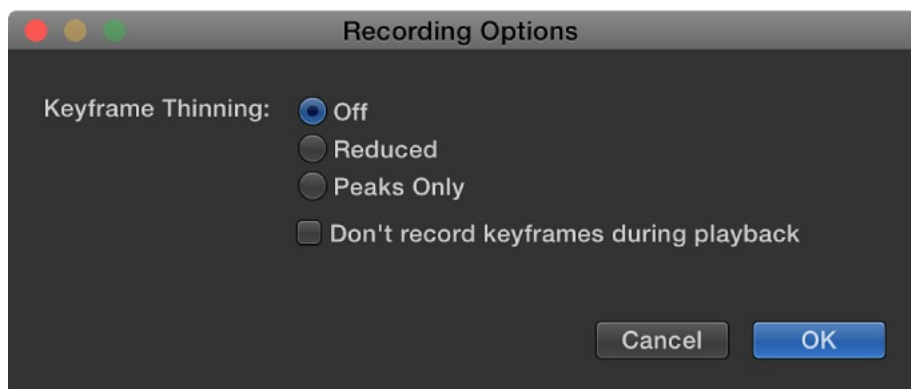 Recording Options
Keyframe Thinning: Off
Reduced
Peaks Only
Don't record keyframes during playback
Cancel OK